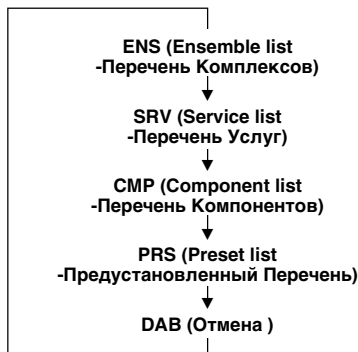 ENS (Ensemble list
-Перечень Комплексов)
SRV (Service list
-Перечень Услуг)
CMP (Component list
-Перечень Компонентов)
PRS (Preset list
-Предустановленный Перечень)
DAB (Отмена )